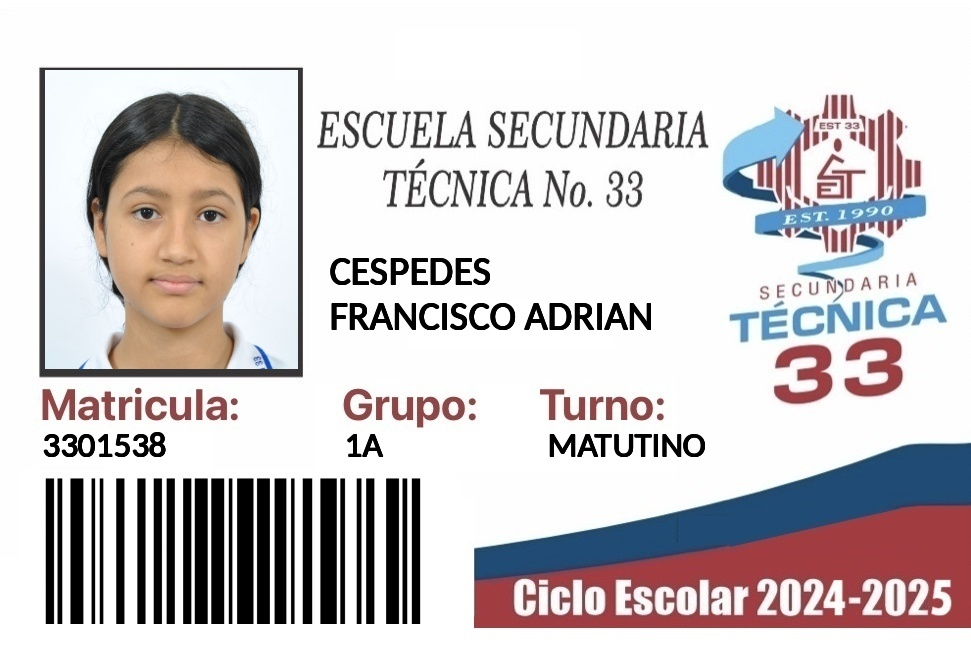 ESCUELA SECUNDARIA
TÉCNICA No. 33
EST 33
EST. 1990
SECUNDARIA
TÉCNICA
33
CESPEDES
FRANCISCO ADRIAN
Matricula: Grupo: Turno:
3301538 1A MATUTINO
Ciclo Escolar 2024-2025